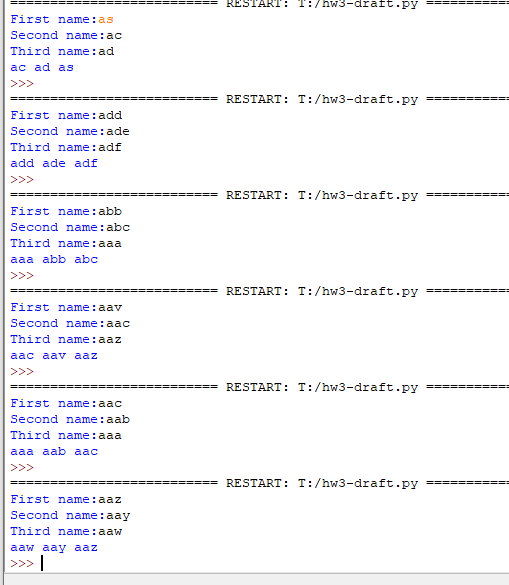 ========================== RESTART: T:/hw3-draft.py ===========
First name:as
Second name:ac
Third name:ad
ac ad as
>>>
========================== RESTART: T:/hw3-draft.py ===========
First name:add
Second name:ade
Third name:adf
add ade adf
>>>
========================== RESTART: T:/hw3-draft.py ===========
First name:abb
Second name:abc
Third name:aaa
aaa abb abc
>>>
========================== RESTART: T:/hw3-draft.py ===========
First name:aav
Second name:aac
Third name:aaz
aac aav aaz
>>>
========================== RESTART: T:/hw3-draft.py ===========
First name:aac
Second name:aab
Third name:aaa
aaa aab aac
>>>
========================== RESTART: T:/hw3-draft.py ===========
First name:aaz
Second name:aay
Third name:aaw
aaw aay aaz
>>>